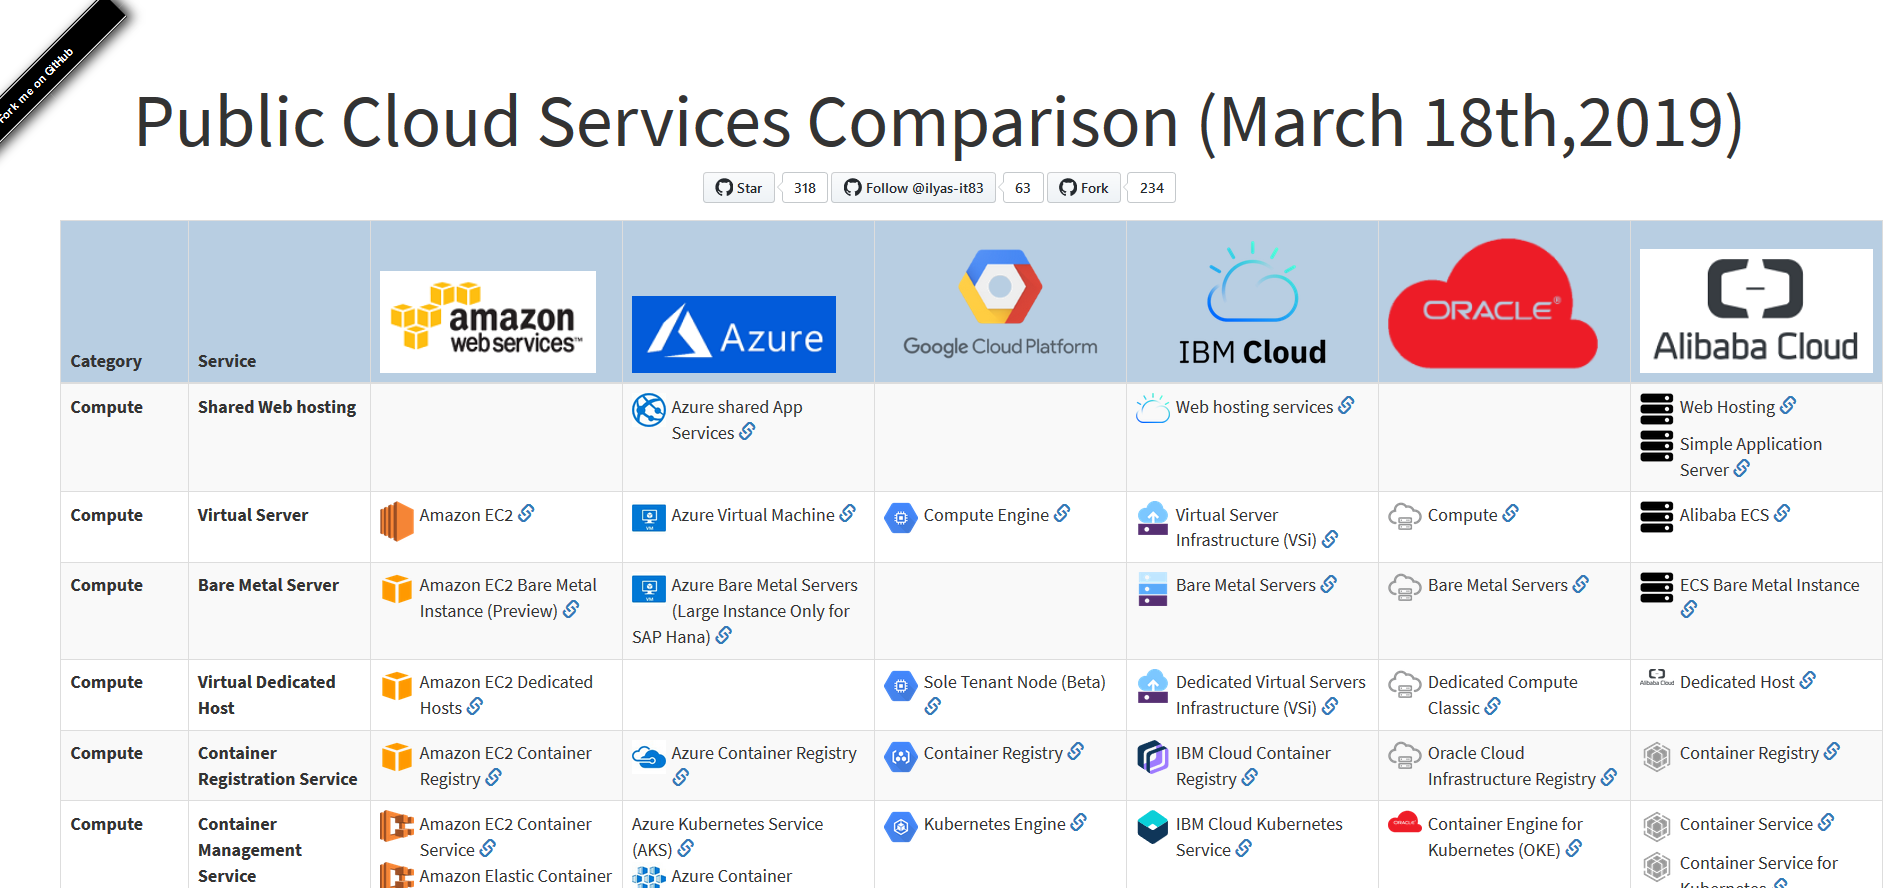 Fork me on GitHub
Public Cloud Services Comparison (March 18th,2019)
Star 318 Follow @ilyas-it83 63 Fork 234
Category
Service
amazon
web services™
Azure
Google Cloud Platform
IBM Cloud
ORACLE®
Alibaba Cloud
Compute
Shared Web hosting
Azure shared App
Services
Web hosting services
Web Hosting
Simple Application
Server
Compute
Virtual Server
Amazon EC2
Azure Virtual Machine
Compute Engine
Virtual Server
Infrastructure (VSi)
Compute
Alibaba ECS
Compute
Bare Metal Server
Amazon EC2 Bare Metal
Instance (Preview)
VM
Azure Bare Metal Servers
(Large Instance Only for
SAP Hana)
Bare Metal Servers
Bare Metal Servers
ECS Bare Metal Instance
Compute
Virtual Dedicated
Host
Amazon EC2 Dedicated
Hosts
Sole Tenant Node (Beta)
Dedicated Virtual Servers
Infrastructure (VSi)
Dedicated Compute
Classic
Alibaba Cloud
Dedicated Host
Compute
Container
Registration Service
Amazon EC2 Container
Registry
Azure Container Registry
Container Registry
IBM Cloud Container
Registry
Oracle Cloud
Infrastructure Registry
Container Registry
Compute
Container
Management
Service
Amazon EC2 Container
Service
Amazon Elastic Container
Azure Kubernetes Service
(AKS)
Azure Container
Kubernetes Engine
IBM Cloud Kubernetes
Service
ORACLE
Container Engine for
Kubernetes (OKE)
Container Service
Container Service for
Kubernetes